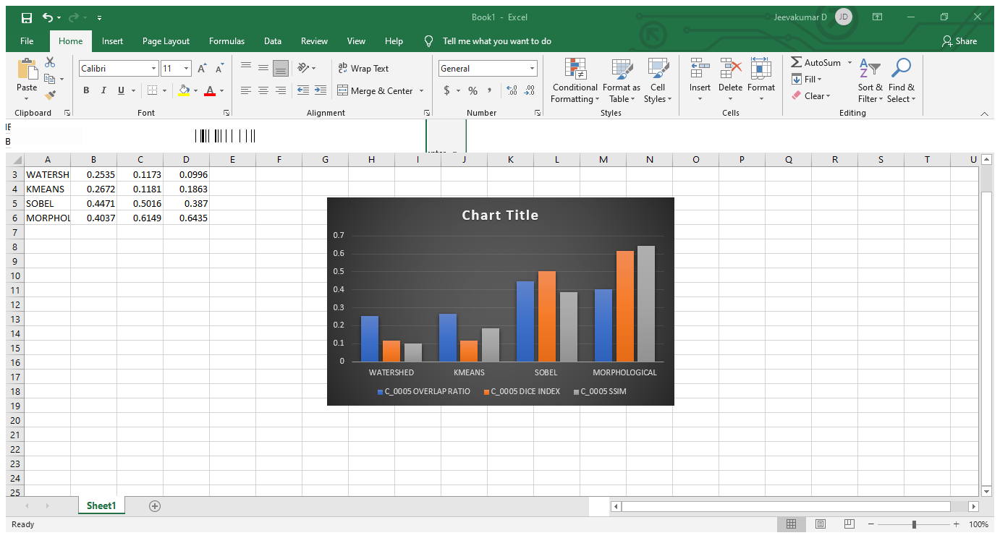 Book1 - Excel
Jeevakumar D
JD
File Home Insert Page Layout Formulas Data Review View Help Tell me what you want to do
Share
Paste
Clipboard
Calibri 11
B I U
Font
Wrap Text
Merge & Center
Alignment
General
$ % ,
Number
Conditional Formatting
Format as Table
Cell Styles
Styles
Insert Delete Format
Cells
AutoSum
Fill
Clear
Sort & Filter
Find & Select
Editing
B
A B C D E F G H I J K L M N O P Q R S T U
3 WATERSH 0.2535 0.1173 0.0996
4 KMEANS 0.2672 0.1181 0.1863
5 SOBEL 0.4471 0.5016 0.387
6 MORPHOL 0.4037 0.6149 0.6435
7
8
9
10
11
12
13
14
15
16
17
18
19
20
21
22
23
24
25
Chart Title
0.7
0.6
0.5
0.4
0.3
0.2
0.1
0
WATERSHED KMEANS SOBEL MORPHOLOGICAL
C_0005 OVERLAP RATIO C_0005 DICE INDEX C_0005 SSIM
Sheet1
Ready
100%